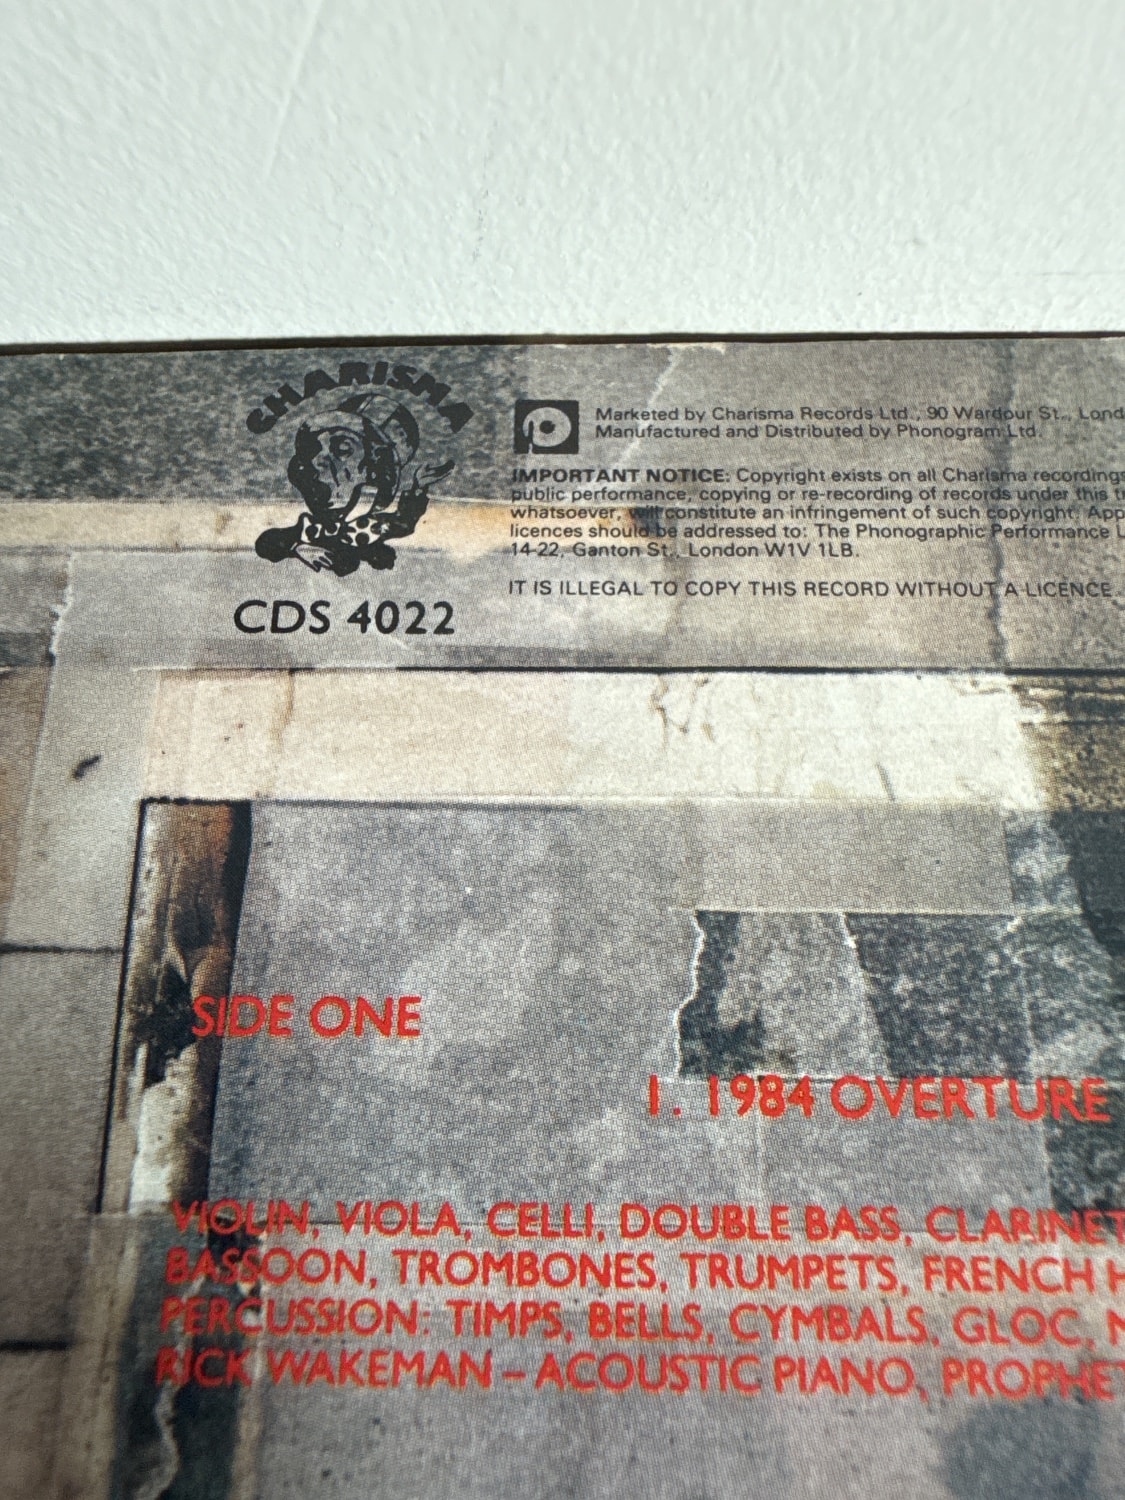 CHARISMA
CDS 4022
Marketed by Charisma Records Ltd., 90 Wardour St., Lond
Manufactured and Distributed by Phonogram Ltd.
IMPORTANT NOTICE: Copyright exists on all Charisma recordings
public performance, copying or re-recording of records under this t
whatsoever, will constitute an infringement of such copyright. App
licences should be addressed to: The Phonographic Performance L
14-22, Ganton St., London W1V 1LB.
IT IS ILLEGAL TO COPY THIS RECORD WITHOUT A LICENCE.
SIDE ONE
1. 1984 OVERTURE
VIOLIN, VIOLA, CELLI, DOUBLE BASS, CLARINET
BASSOON, TROMBONES, TRUMPETS, FRENCH H
PERCUSSION: TIMPS, BELLS, CYMBALS, GLOC,
RICK WAKEMAN – ACOUSTIC PIANO, PROPHET